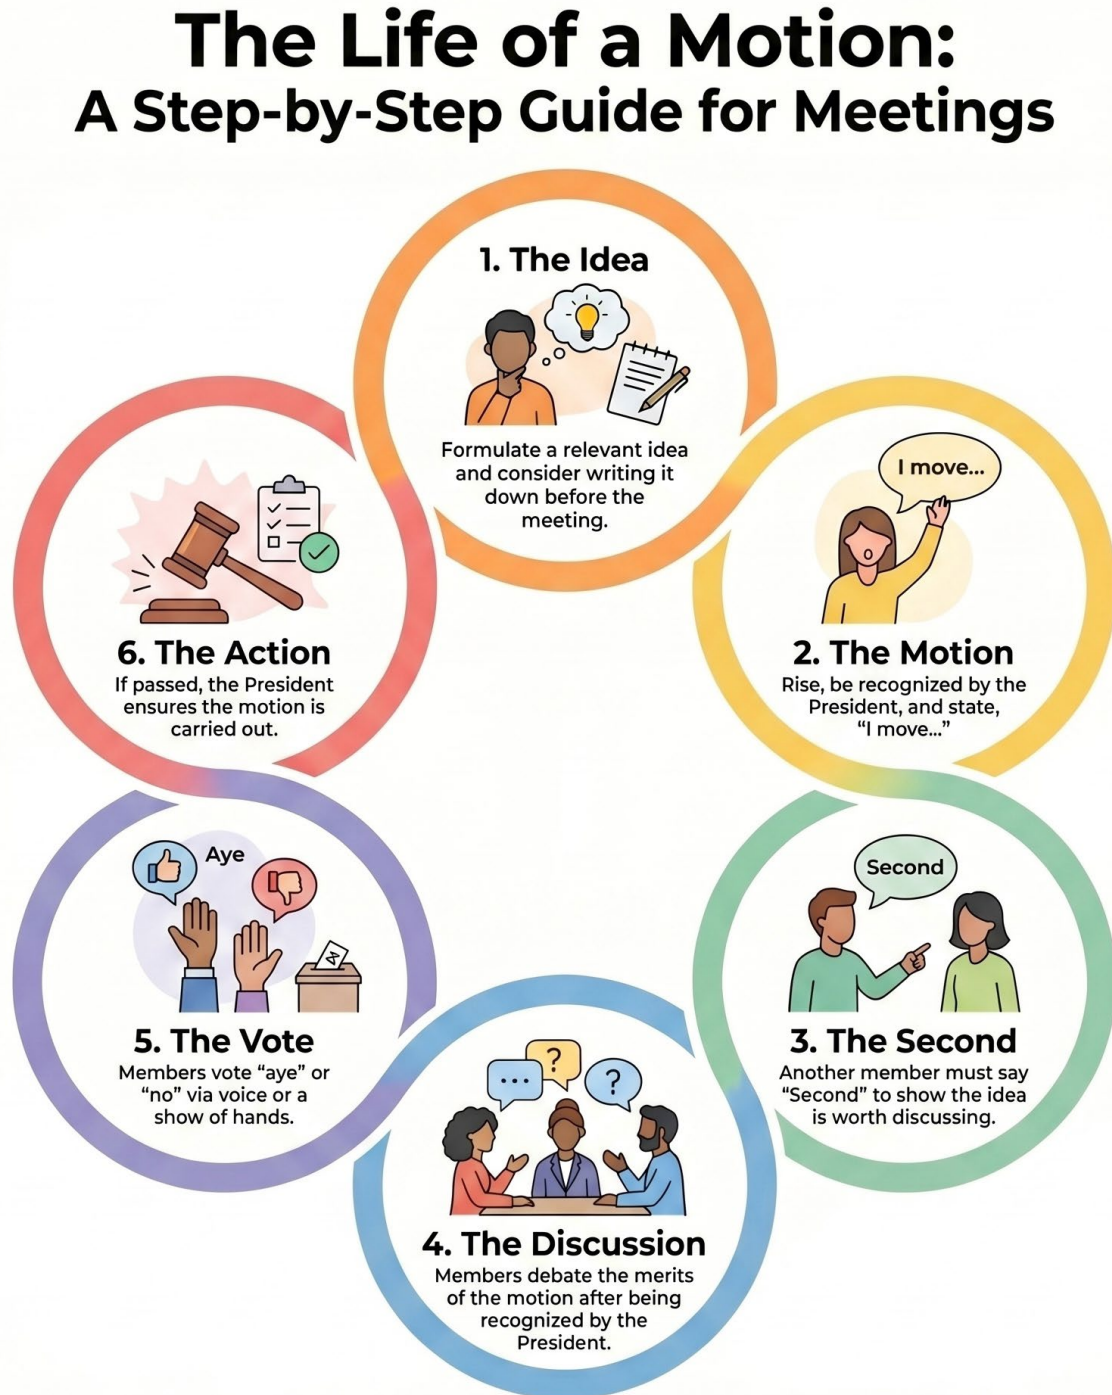 The Life of a Motion:
A Step-by-Step Guide for Meetings
1. The Idea
Formulate a relevant idea
and consider writing it
down before the
meeting.
I move...
2. The Motion
Rise, be recognized by the
President, and state,
“I move...”
Second
3. The Second
Another member must say
“Second” to show the idea
is worth discussing.
... ? ?
4. The Discussion
Members debate the merits
of the motion after being
recognized by the
President.
Aye
5. The Vote
Members vote “aye” or
“no” via voice or a
show of hands.
6. The Action
If passed, the President
ensures the motion is
carried out.